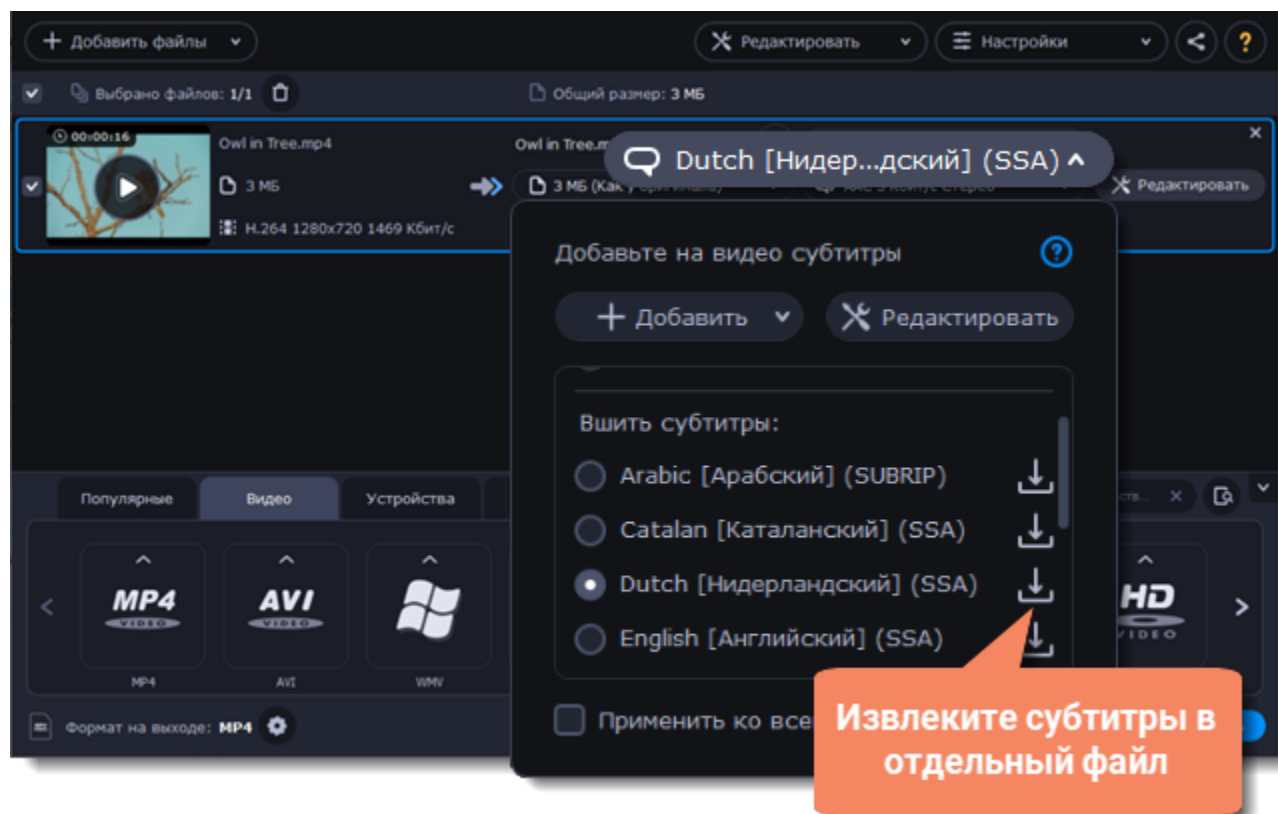 Добавить файлы
Редактировать
Настройки
?
Выбрано файлов: 1/1
Общий размер: 3 МБ
00:00:16
Owl in Tree.mp4
Owl in Tree.m
Dutch [Нидер...дский] (SSA)
3 МБ
3 МБ (Как у оригинала)
Редактировать
H.264 1280x720 1469 Кбит/с
Добавьте на видео субтитры
?
Добавить
Редактировать
Вшить субтитры:
Arabic [Арабский] (SUBRIP)
Catalan [Каталанский] (SSA)
Dutch [Нидерландский] (SSA)
English [Английский] (SSA)
Популярные
Видео
Устройства
MP4
VIDEO
AVI
VIDEO
HD
VIDEO
MP4
AVI
WMV
Формат на выходе: MP4
Применить ко все
Извлеките субтитры в
отдельный файл